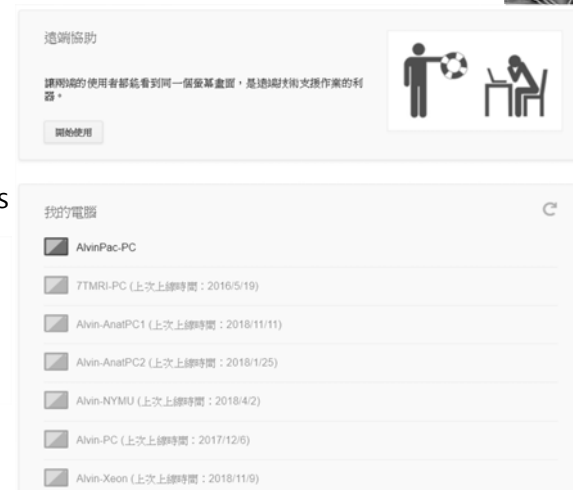 遠端協助
讓兩端的使用者都能看到同一個螢幕畫面，是遠端技術支援作業的利
器。
開始使用
S
我的電腦
AlvinPac-PC
7TMRI-PC (上次上線時間：2016/5/19)
Alvin-AnatPC1 (上次上線時間：2018/11/11)
Alvin-AnatPC2 (上次上線時間：2018/1/25)
Alvin-NYMU (上次上線時間：2018/4/2)
Alvin-PC (上次上線時間：2017/12/6)
Alvin-Xeon (上次上線時間：2018/11/9)